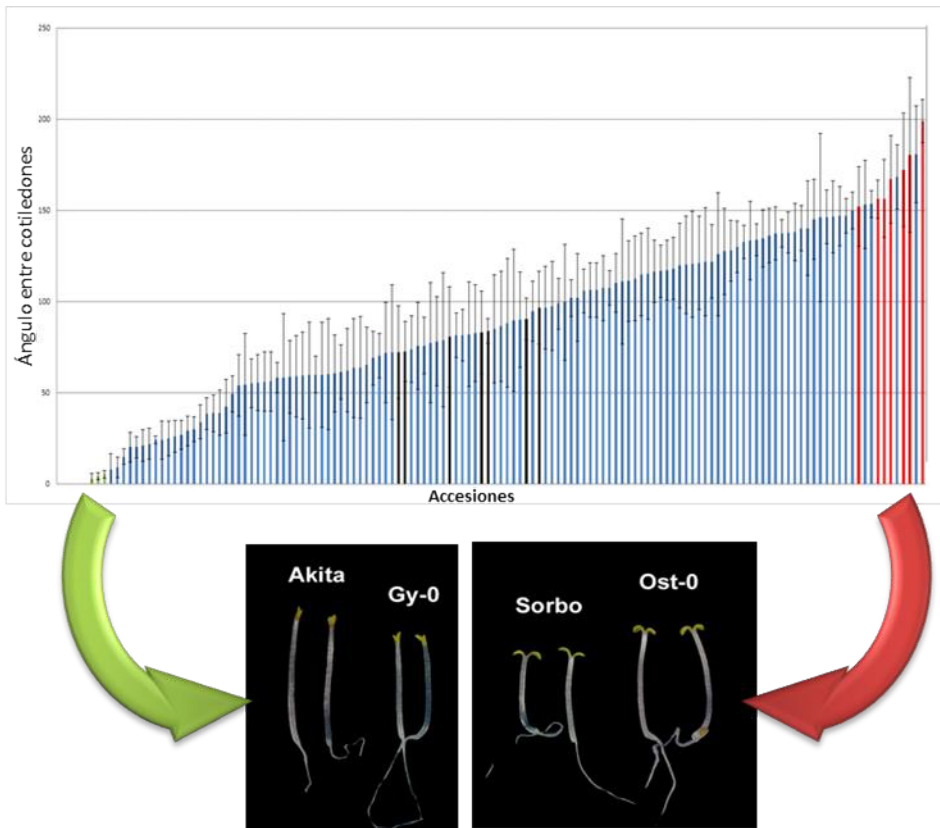 250
200
150
100
50
0
Ángulo entre cotiledones
Accesiones
Akita
Gy-0
Sorbo
Ost-0